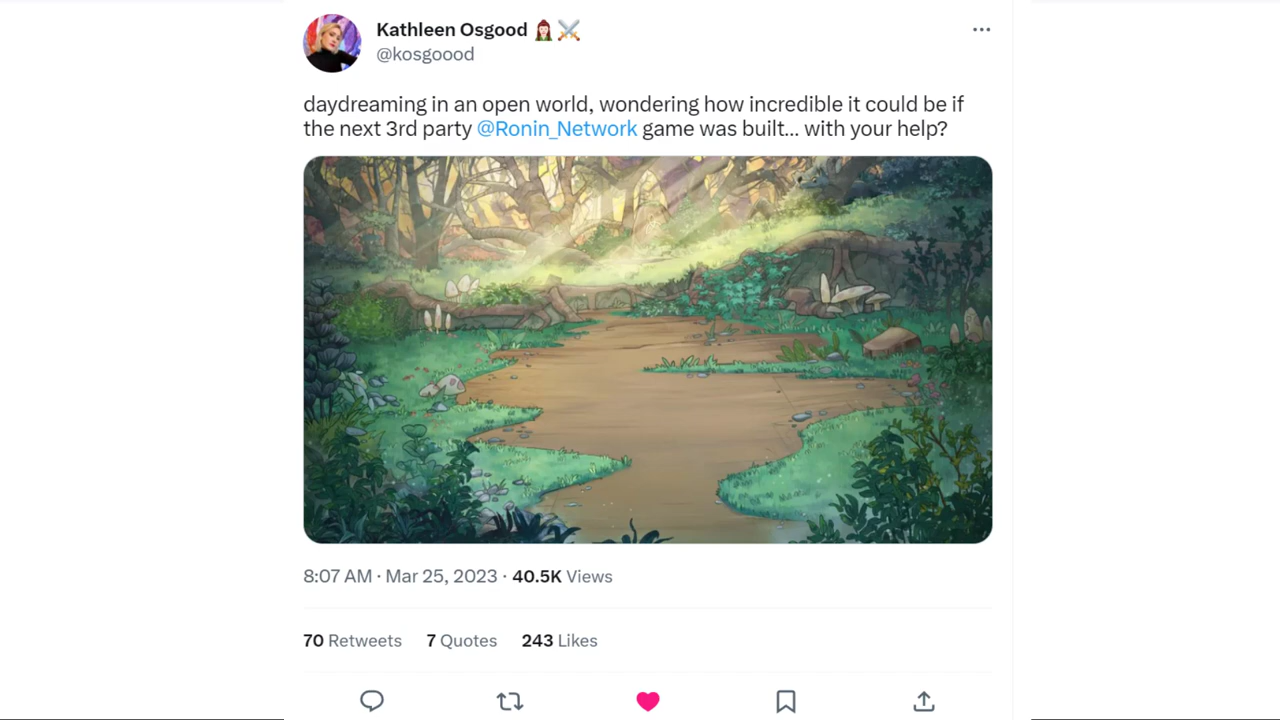 Kathleen Osgood
@kosgoood
daydreaming in an open world, wondering how incredible it could be if
the next 3rd party @Ronin_Network game was built... with your help?
8:07 AM · Mar 25, 2023 · 40.5K Views
70 Retweets 7 Quotes 243 Likes